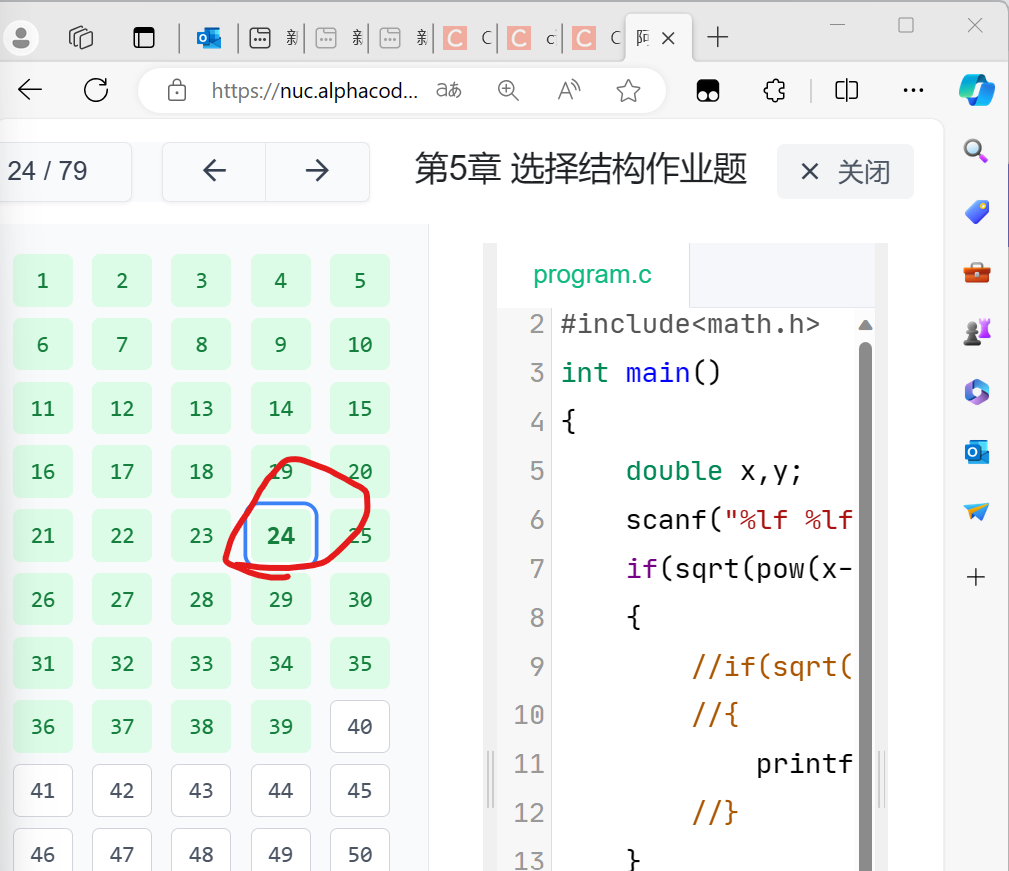 https://nuc.alphacod...
24 / 79
第5章 选择结构作业题
关闭
1 2 3 4 5
6 7 8 9 10
11 12 13 14 15
16 17 18 19 20
21 22 23 24 25
26 27 28 29 30
31 32 33 34 35
36 37 38 39 40
41 42 43 44 45
46 47 48 49 50
program.c
2 #include<math.h>
3 int main()
4 {
5 double x,y;
6 scanf("%lf %lf
7 if(sqrt(pow(x-
8 {
9 //if(sqrt(
10 //{
11 printf
12 //}
13 }